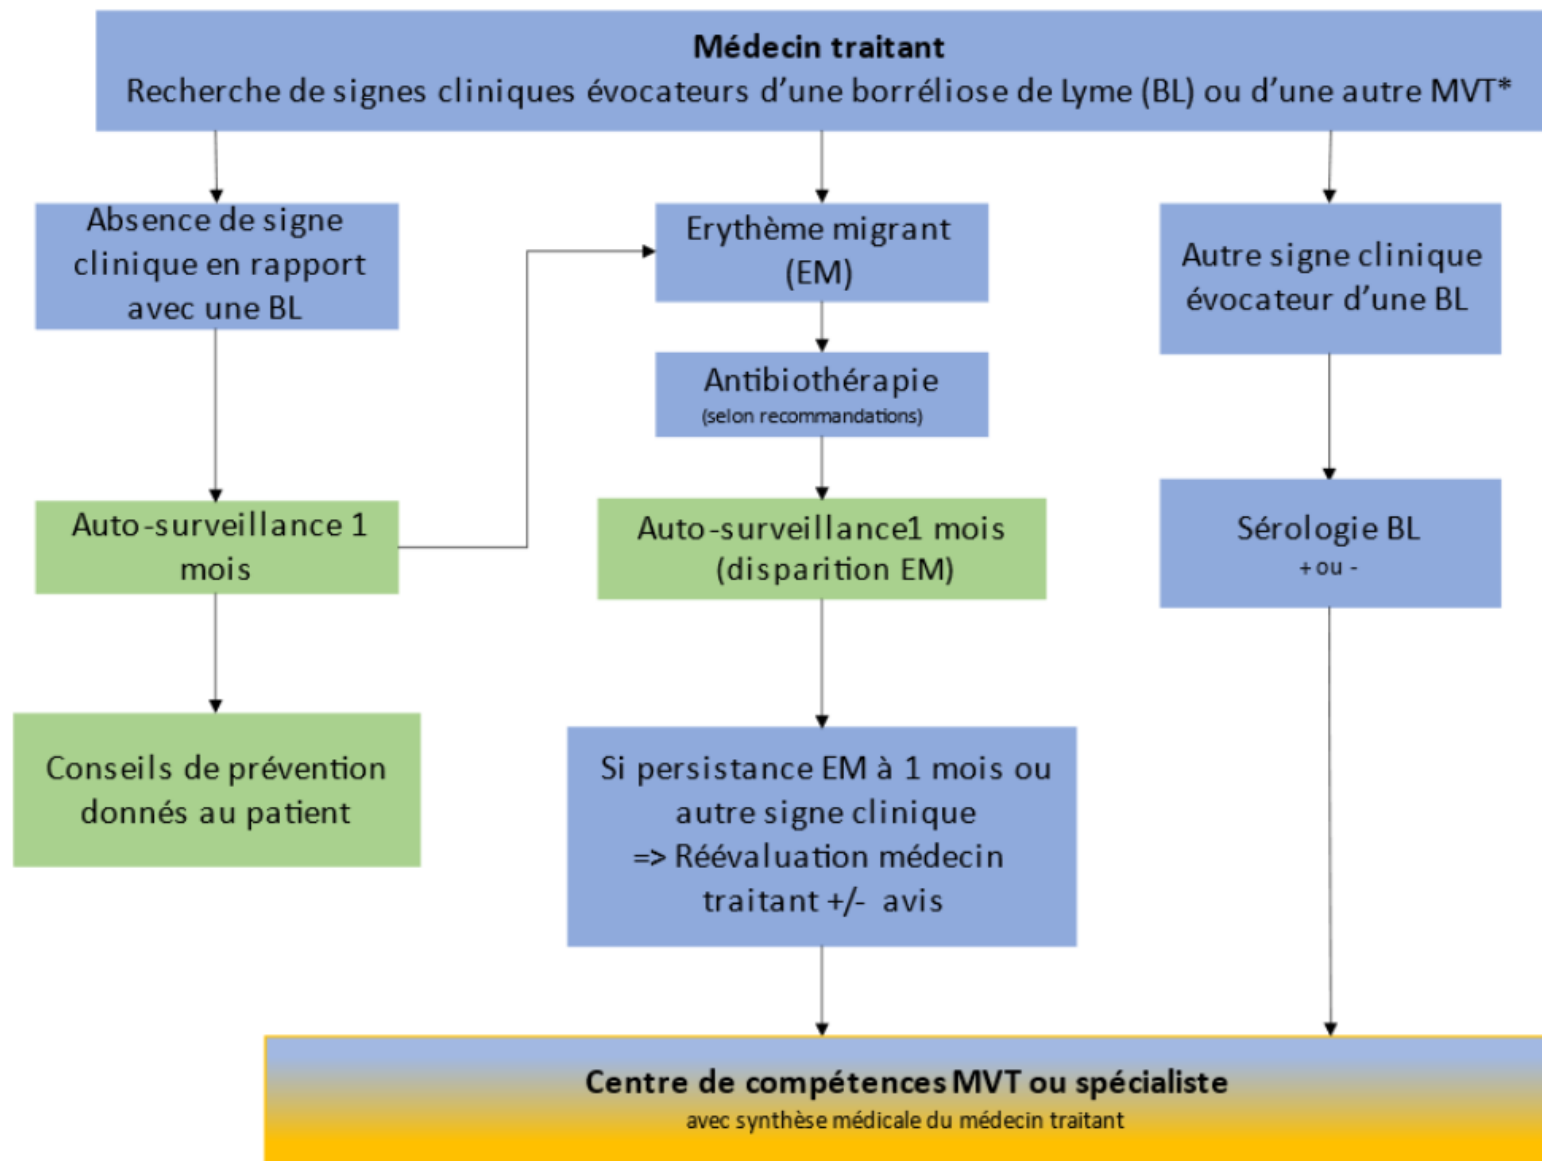 Médecin traitant
Recherche de signes cliniques évocateurs d’une borréliose de Lyme (BL) ou d’une autre MVT*
Absence de signe
clinique en rapport
avec une BL
Auto-surveillance 1
mois
Conseils de prévention
donnés au patient
Erythème migrant
(EM)
Antibiothérapie
(selon recommandations)
Auto-surveillance1 mois
(disparition EM)
Si persistance EM à 1 mois ou
autre signe clinique
=> Réévaluation médecin
traitant +/- avis
Autre signe clinique
évocateur d’une BL
Sérologie BL
+ ou -
Centre de compétences MVT ou spécialiste
avec synthèse médicale du médecin traitant